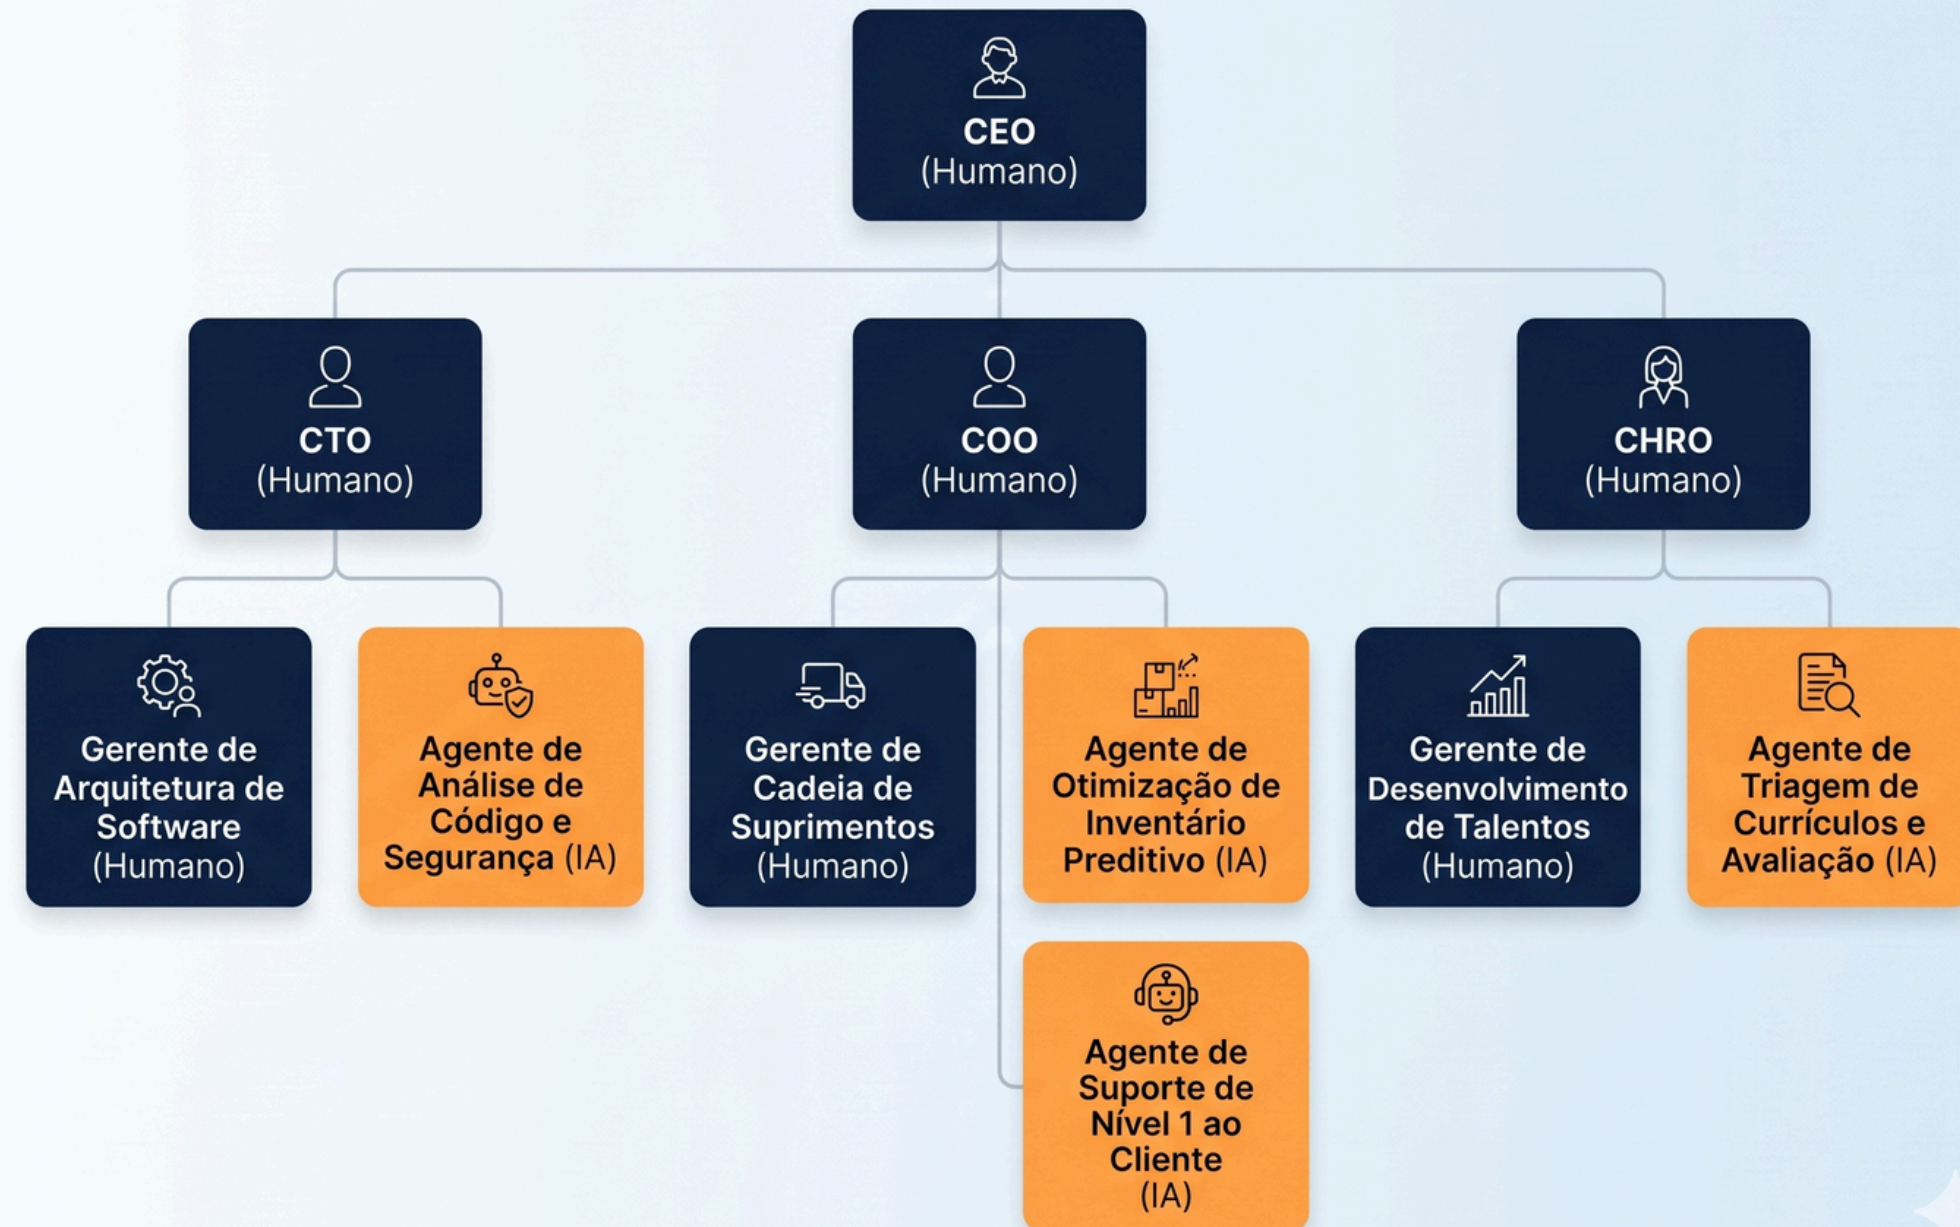 CEO
(Humano)
CTO
(Humano)
COO
(Humano)
CHRO
(Humano)
Gerente de
Arquitetura de
Software
(Humano)
Agente de
Análise de
Código e
Segurança (IA)
Gerente de
Cadeia de
Suprimentos
(Humano)
Agente de
Otimização de
Inventário
Preditivo (IA)
Gerente de
Desenvolvimento
de Talentos
(Humano)
Agente de
Triagem de
Currículos e
Avaliação (IA)
Agente de
Suporte de
Nível 1 ao
Cliente
(IA)